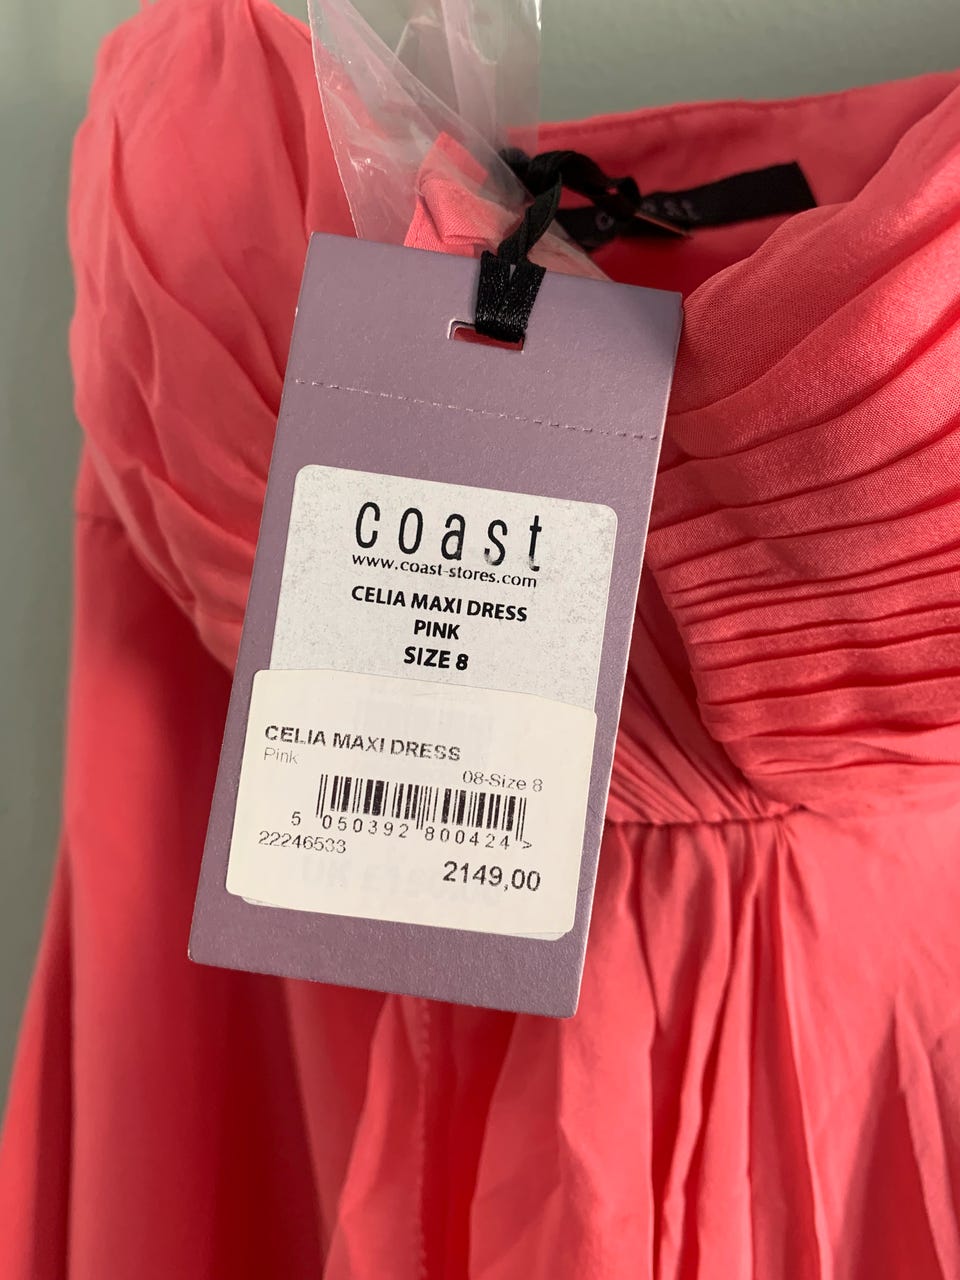 coast
coast
www.coast-stores.com
CELIA MAXI DRESS
PINK
SIZE 8
CELIA MAXI DRESS
Pink
08-Size 8
5 050392 800424 >
22246533
2149,00